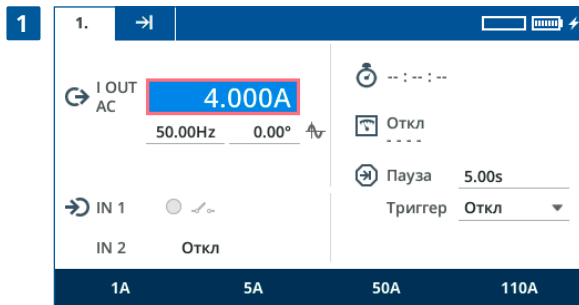 1
1.
I OUT
AC
4.000A
50.00Hz 0.00°
IN 1
IN 2 Откл
-- : -- : --
Откл
- - - -
Пауза 5.00s
Триггер Откл
1A 5A 50A 110A